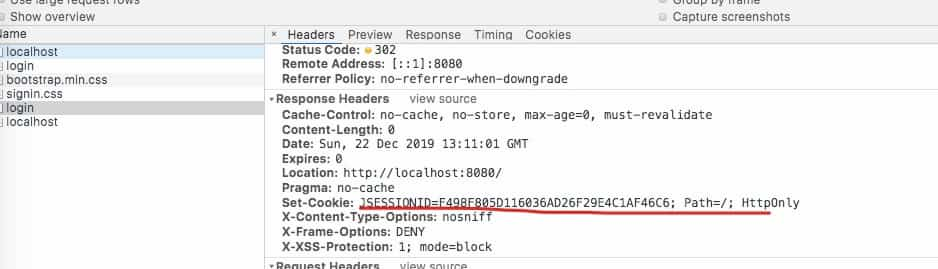 Use large request rows
Group by frame
Show overview
Capture screenshots
Name
× Headers Preview Response Timing Cookies
localhost
login
bootstrap.min.css
signin.css
login
localhost
Status Code: 302
Remote Address: [::1]:8080
Referrer Policy: no-referrer-when-downgrade
Response Headers view source
Cache-Control: no-cache, no-store, max-age=0, must-revalidate
Content-Length: 0
Date: Sun, 22 Dec 2019 13:11:01 GMT
Expires: 0
Location: http://localhost:8080/
Pragma: no-cache
Set-Cookie: JSESSIONID=F498F805D116036AD26F29E4C1AF46C6; Path=/; HttpOnly
X-Content-Type-Options: nosniff
X-Frame-Options: DENY
X-XSS-Protection: 1; mode=block
Request Headers view source